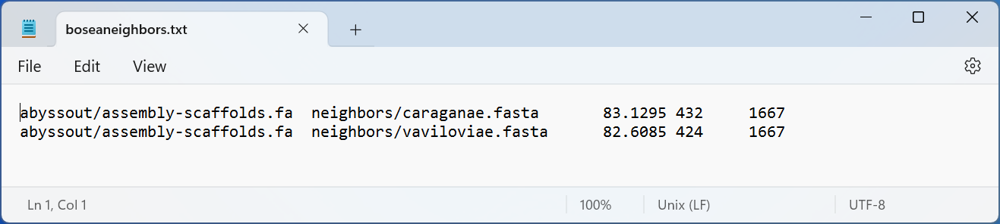 boseaneighbors.txt
File Edit View
abyssout/assembly-scaffolds.fa neighbors/caraganae.fasta 83.1295 432 1667
abyssout/assembly-scaffolds.fa neighbors/vaviloviae.fasta 82.6085 424 1667
Ln 1, Col 1 100% Unix (LF) UTF-8